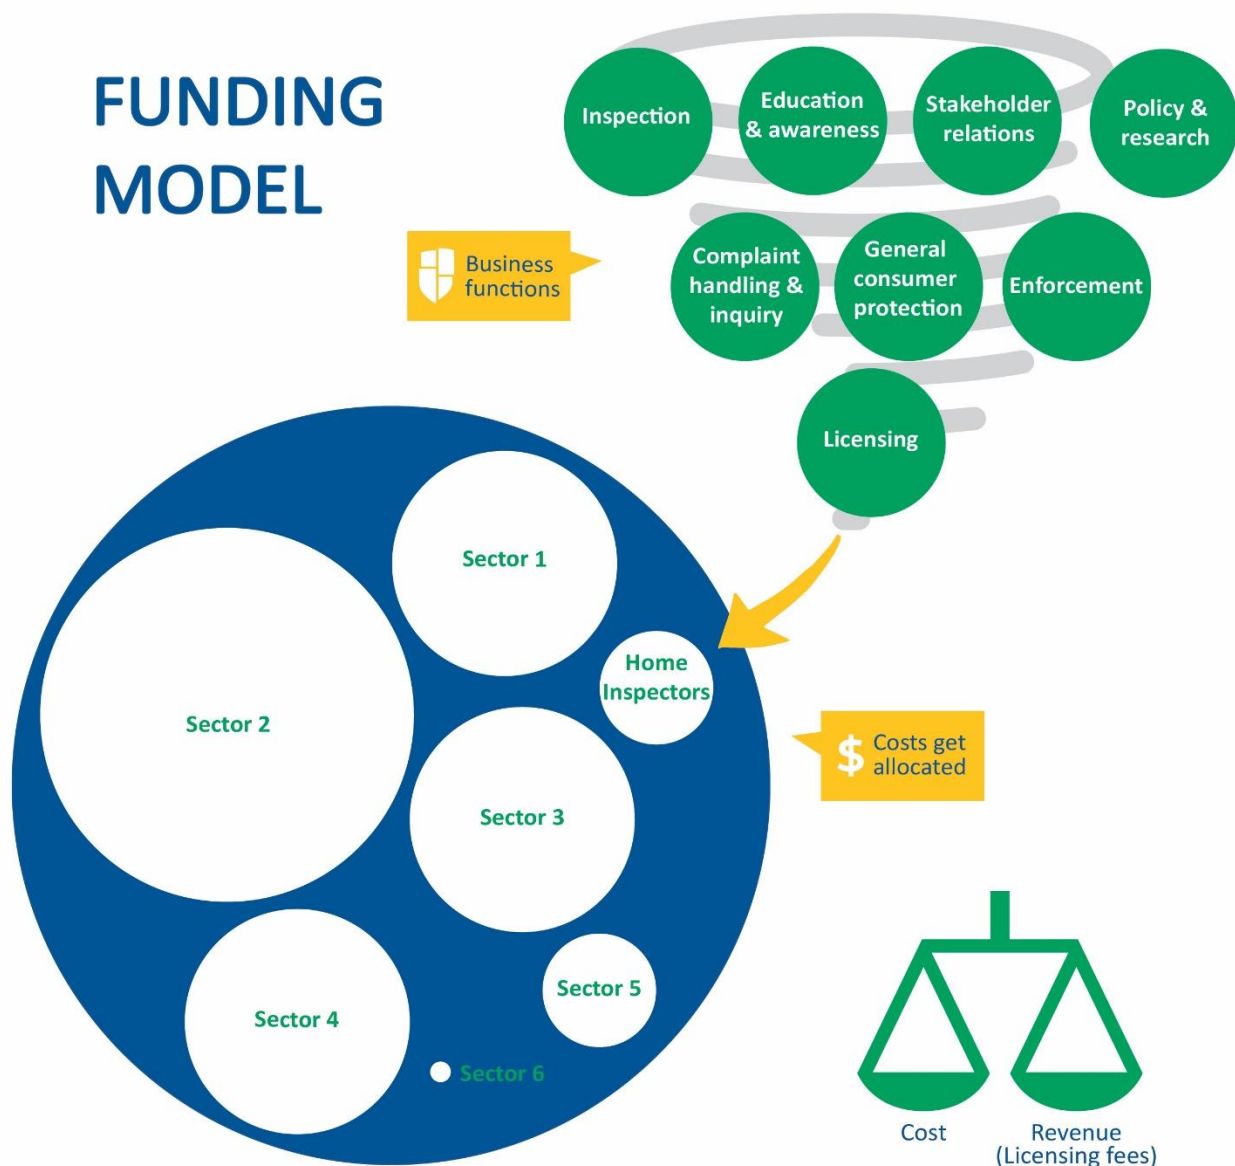 FUNDING
MODEL
Inspection
Education
& awareness
Stakeholder
relations
Policy &
research
Business
functions
Complaint
handling &
inquiry
General
consumer
protection
Enforcement
Licensing
Sector 1
Home
Inspectors
Sector 2
$ Costs get
allocated
Sector 3
Sector 5
Sector 4
Sector 6
Cost
Revenue
(Licensing fees)